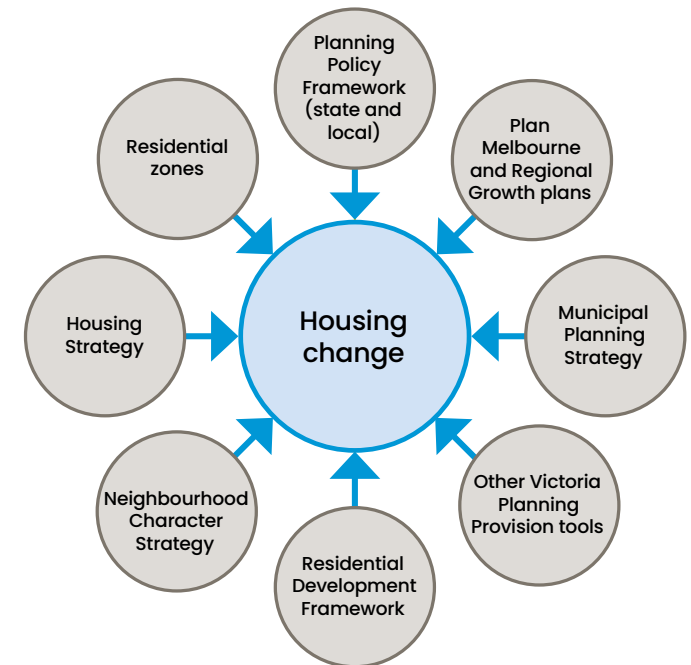 Planning
Policy
Framework
(state and
local)
Plan
Melbourne
and Regional
Growth plans
Municipal
Planning
Strategy
Other Victoria
Planning
Provision tools
Residential
Development
Framework
Neighbourhood
Character
Strategy
Housing
Strategy
Residential
zones
Housing
change